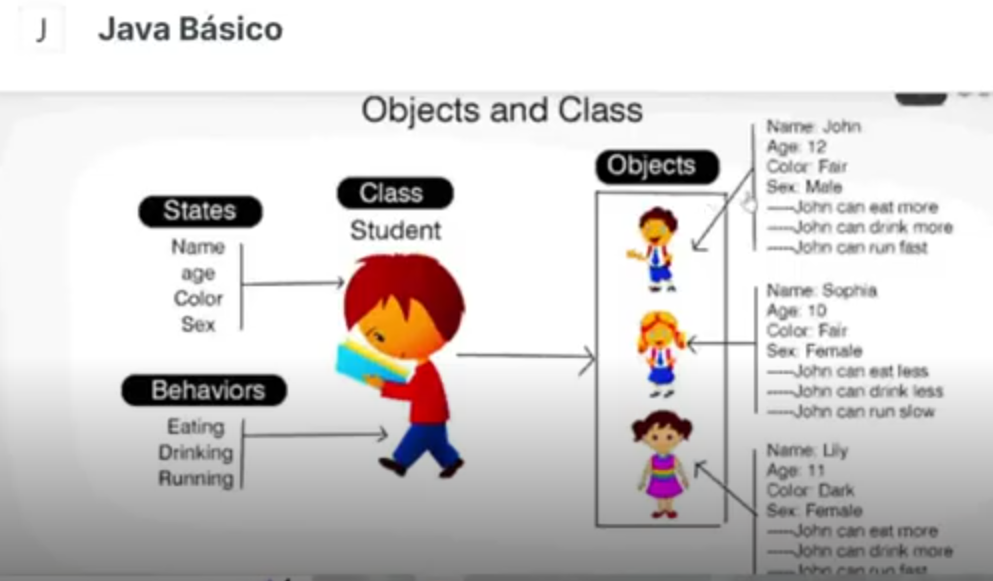 J
Java Básico
Objects and Class
States
Name
age
Color
Sex
Behaviors
Eating
Drinking
Running
Class
Student
Objects
Name: John
Age: 12
Color: Fair
Sex: Male
----John can eat more
----John can drink more
----John can run fast
Name: Sophia
Age: 10
Color: Fair
Sex: Female
----John can eat less
----John can drink less
----John can run slow
Name: Lily
Age: 11
Color: Dark
Sex: Female
----John can eat more
----John can drink more
----John can run fast